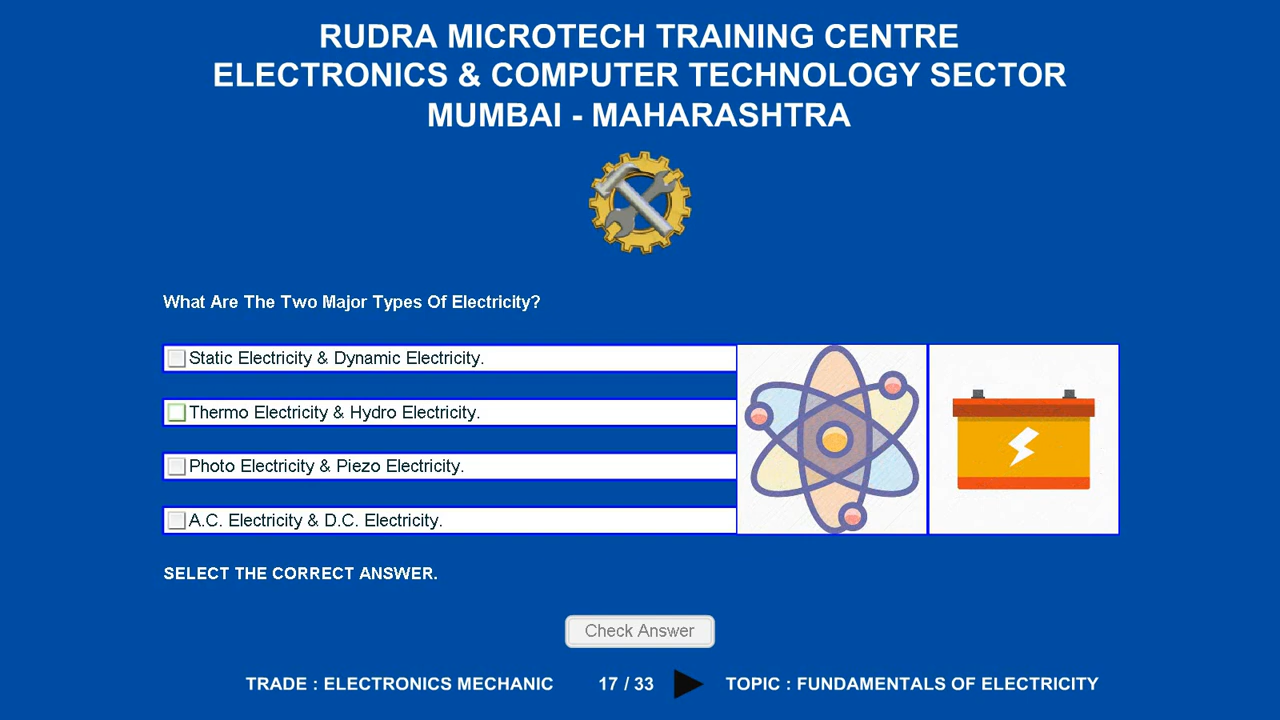 RUDRA MICROTECH TRAINING CENTRE
ELECTRONICS & COMPUTER TECHNOLOGY SECTOR
MUMBAI - MAHARASHTRA
What Are The Two Major Types Of Electricity?
Static Electricity & Dynamic Electricity.
Thermo Electricity & Hydro Electricity.
Photo Electricity & Piezo Electricity.
A.C. Electricity & D.C. Electricity.
SELECT THE CORRECT ANSWER.
Check Answer
TRADE : ELECTRONICS MECHANIC 17 / 33 TOPIC : FUNDAMENTALS OF ELECTRICITY